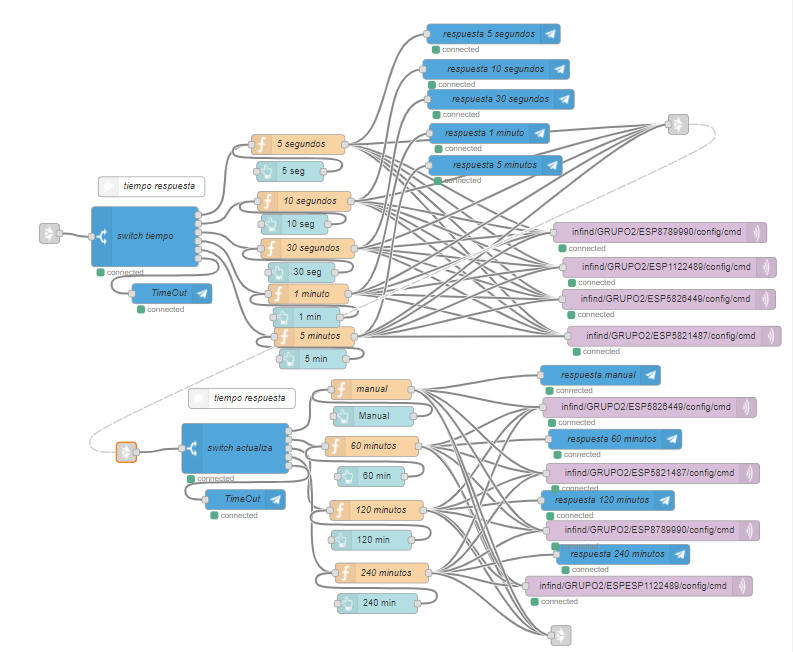 respuesta 5 segundos
connected
respuesta 10 segundos
connected
respuesta 30 segundos
connected
respuesta 1 minuto
connected
respuesta 5 minutos
connected
5 segundos
5 seg
tiempo respuesta
10 segundos
10 seg
switch tiempo
connected
30 segundos
30 seg
TimeOut
connected
1 minuto
1 min
5 minutos
5 min
infind/GRUPO2/ESP8789990/config/cmd
connected
infind/GRUPO2/ESP1122489/config/cmd
connected
infind/GRUPO2/ESP5826449/config/cmd
connected
infind/GRUPO2/ESP5821487/config/cmd
connected
tiempo respuesta
manual
Manual
switch actualiza
connected
60 minutos
60 min
TimeOut
connected
120 minutos
120 min
240 minutos
240 min
respuesta manual
connected
infind/GRUPO2/ESP5826449/config/cmd
connected
respuesta 60 minutos
connected
infind/GRUPO2/ESP5821487/config/cmd
connected
respuesta 120 minutos
connected
infind/GRUPO2/ESP8789990/config/cmd
connected
respuesta 240 minutos
connected
infind/GRUPO2/ESPESP1122489/config/cmd
connected